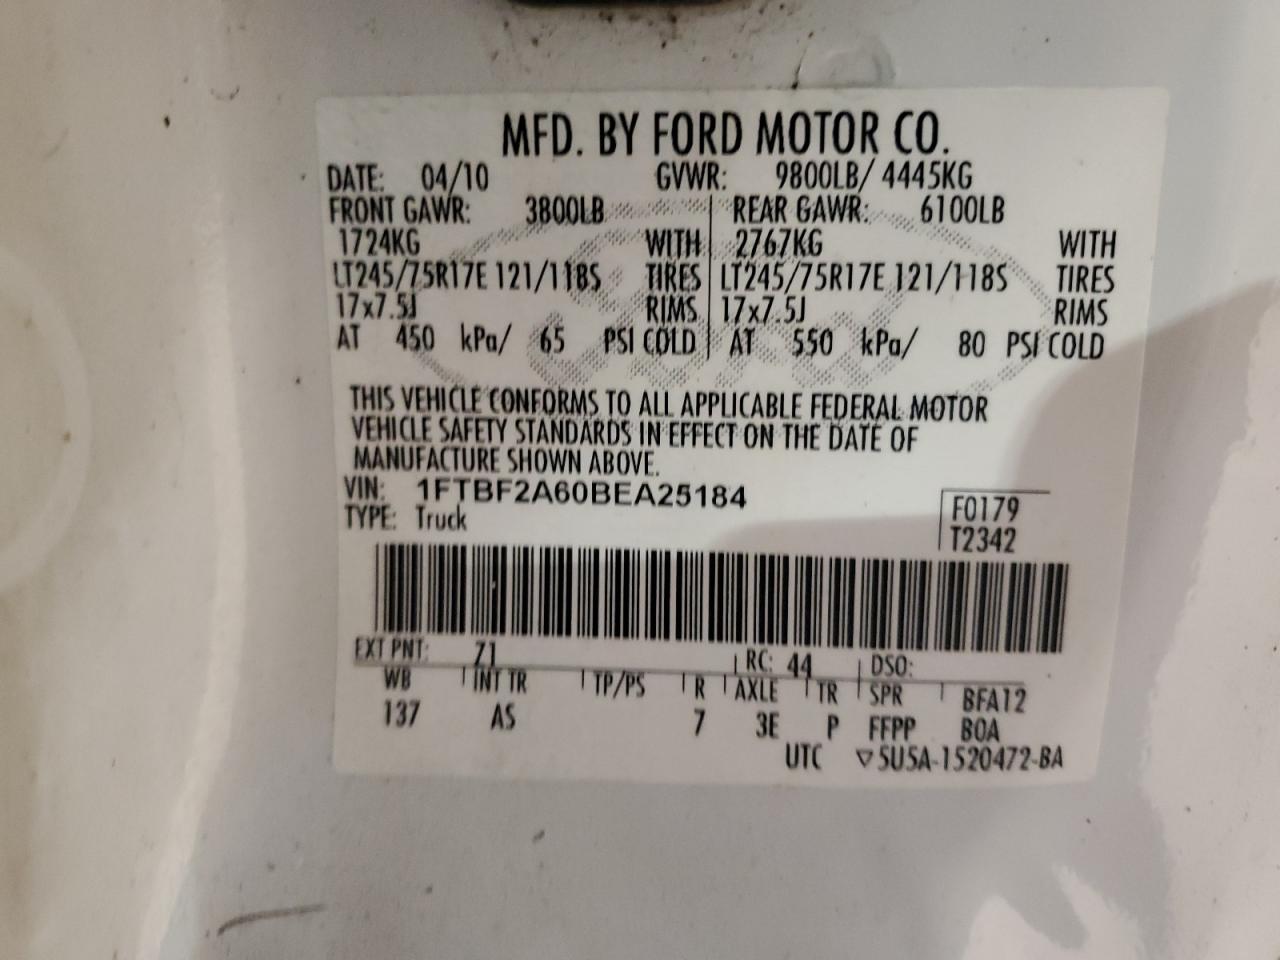 MFD. BY FORD MOTOR CO.
DATE: 04/10 GVWR: 9800LB/ 4445KG
FRONT GAWR: 3800LB REAR GAWR: 6100LB
1724KG WITH 2767KG WITH
LT245/75R17E 121/118S TIRES LT245/75R17E 121/118S TIRES
17x7.5J RIMS 17x7.5J RIMS
AT 450 kPa/ 65 PSI COLD AT 550 kPa/ 80 PSI COLD
THIS VEHICLE CONFORMS TO ALL APPLICABLE FEDERAL MOTOR
VEHICLE SAFETY STANDARDS IN EFFECT ON THE DATE OF
MANUFACTURE SHOWN ABOVE.
VIN: 1FTBF2A60BEA25184
TYPE: Truck
F0179
T2342
EXT PNT: Z1 RC: 44 DSO:
WB INT TR TP/PS R AXLE TR SPR BFA12
137 AS 7 3E P FFPP BOA
UTC ▽5U5A-1520472-BA